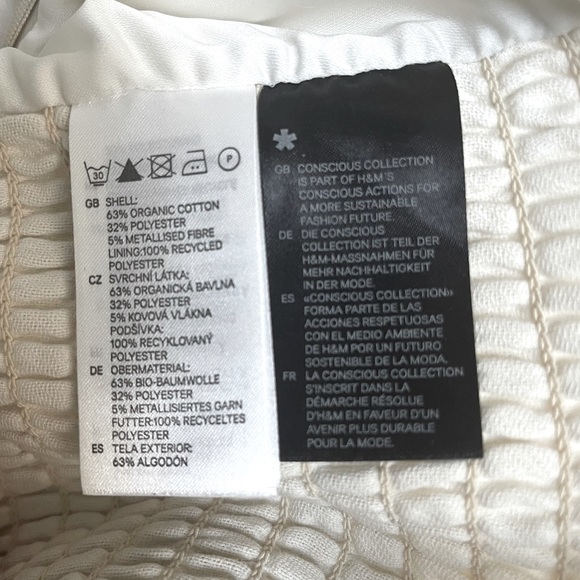 30
P
GB SHELL:
63% ORGANIC COTTON
32% POLYESTER
5% METALLISED FIBRE
LINING:100% RECYCLED
POLYESTER
CZ SVRCHNÍ LÁTKA:
63% ORGANICKÁ BAVLNA
32% POLYESTER
5% KOVOVÁ VLÁKNA
PODŠÍVKA:
100% RECYKLOVANÝ
POLYESTER
DE OBERMATERIAL:
63% BIO-BAUMWOLLE
32% POLYESTER
5% METALLISIERTES GARN
FUTTER:100% RECYCELTES
POLYESTER
ES TELA EXTERIOR:
63% ALGODÓN
GB CONSCIOUS COLLECTION
IS PART OF H&M'S
CONSCIOUS ACTIONS FOR
A MORE SUSTAINABLE
FASHION FUTURE.
DE DIE CONSCIOUS
COLLECTION IST TEIL DER
H&M-MASSNAHMEN FÜR
MEHR NACHHALTIGKEIT
IN DER MODE.
ES «CONSCIOUS COLLECTION»
FORMA PARTE DE LAS
ACCIONES RESPETUOSAS
CON EL MEDIO AMBIENTE
DE H&M POR UN FUTURO
SOSTENIBLE DE LA MODA.
FR LA CONSCIOUS COLLECTION
S'INSCRIT DANS LA
DÉMARCHE RÉSOLUE
D'H&M EN FAVEUR D'UN
AVENIR PLUS DURABLE
POUR LA MODE.